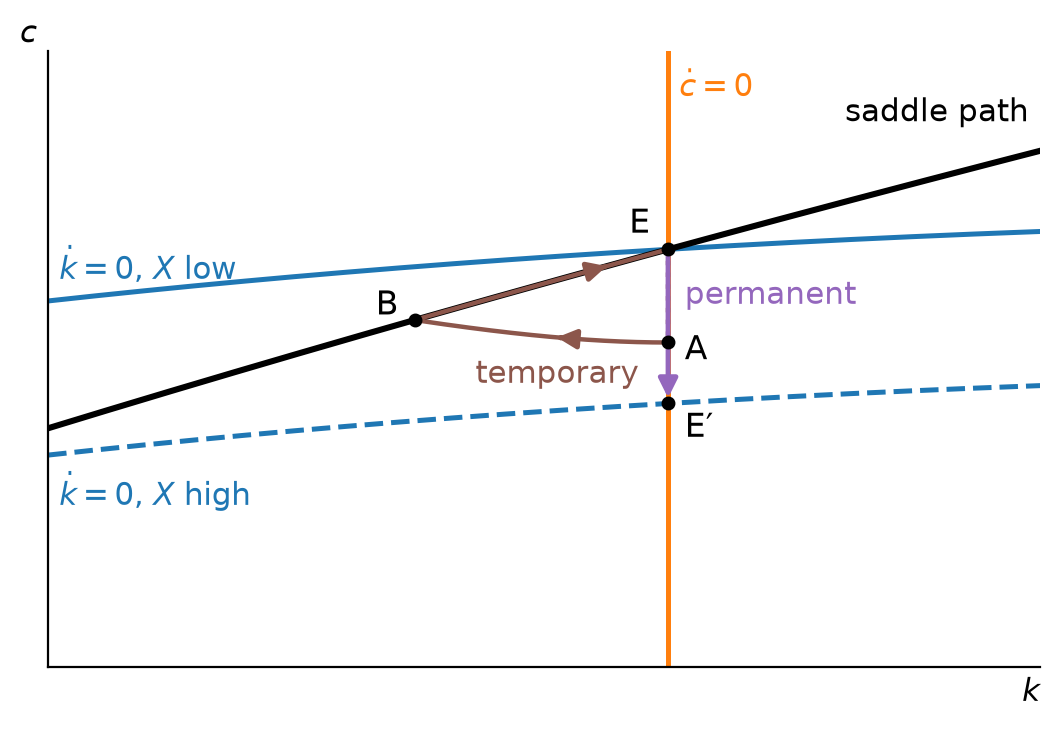 c
ċ = 0
saddle path
E
k̇ = 0, X low
permanent
B
A
temporary
E′
k̇ = 0, X high
k